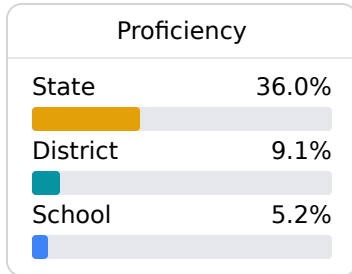 Proficiency
State 36.0%
District 9.1%
School 5.2%